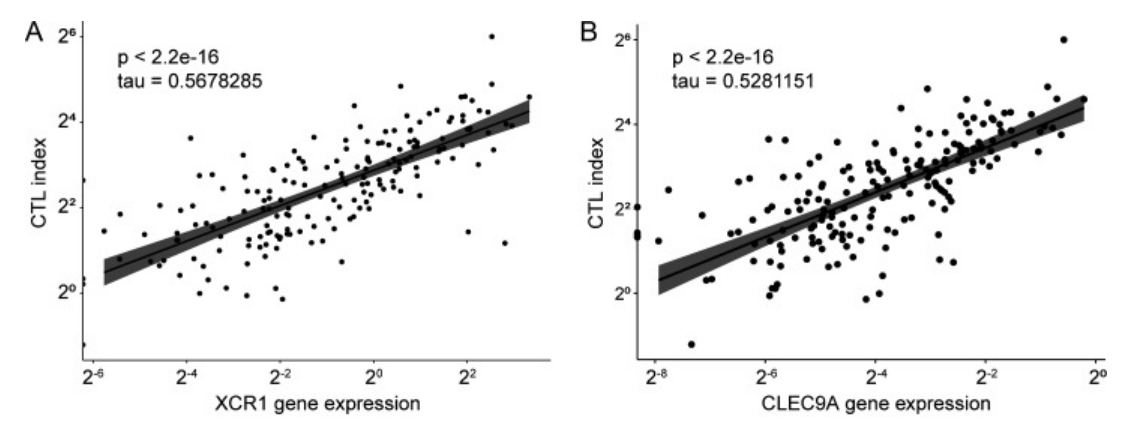 A
p < 2.2e-16
tau = 0.5678285
CTL index
2⁶
2⁴
2²
2⁰
2⁻⁶
2⁻⁴
2⁻²
2⁰
2²
XCR1 gene expression
B
p < 2.2e-16
tau = 0.5281151
CTL index
2⁶
2⁴
2²
2⁰
2⁻⁸
2⁻⁶
2⁻⁴
2⁻²
2⁰
CLEC9A gene expression